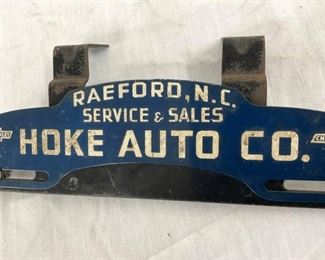 RAEFORD, N.C.
SERVICE & SALES
HOKE AUTO CO.